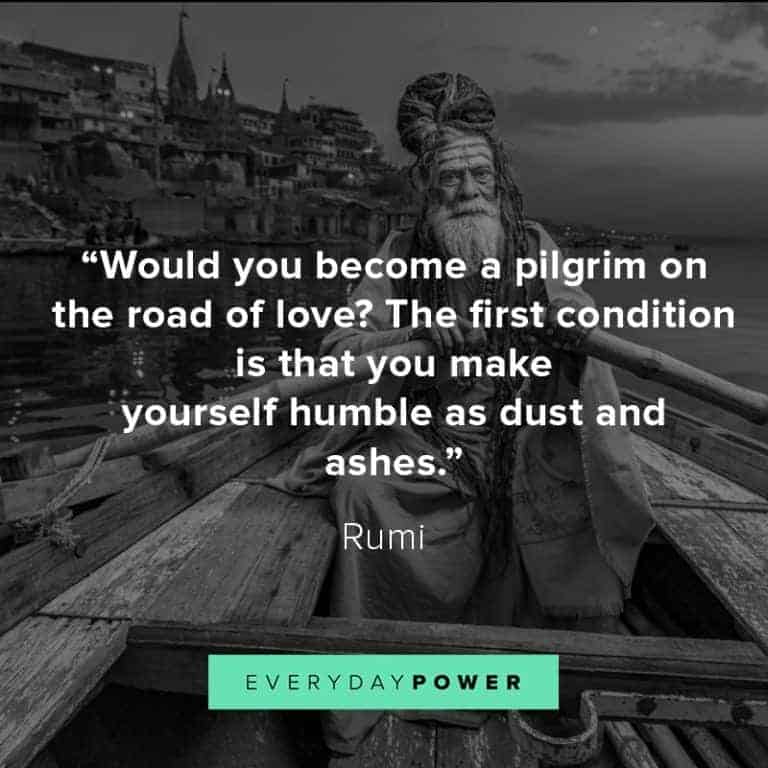 “Would you become a pilgrim on
the road of love? The first condition
is that you make
yourself humble as dust and
ashes.”
Rumi
EVERYDAYPOWER